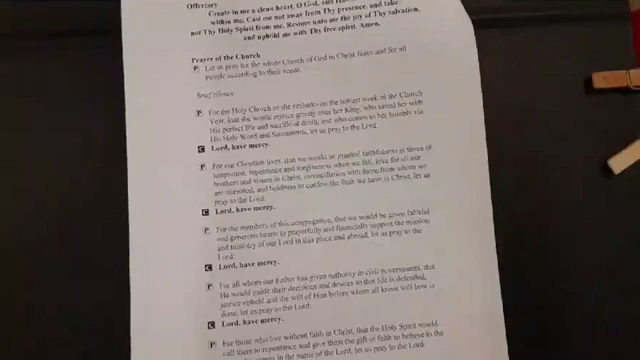 Offertory
Create in me a clean heart, O God, and
within me. Cast me not away from Thy presence, and take
not Thy Holy Spirit from me. Restore unto me the joy of Thy salvation,
and uphold me with Thy free spirit. Amen.
Prayer of the Church
P Let us pray for the whole Church of God in Christ Jesus and for all
people according to their needs.
Brief silence
P For the Holy Church as she embarks on the holiest week of the Church
Year, that she would rejoice greatly over her King, who saved her with
His perfect life and sacrificial death, and who comes to her humbly via
His Holy Word and Sacraments, let us pray to the Lord:
C Lord, have mercy.
P For our Christian lives, that we would be granted faithfulness in times of
temptation, repentance and forgiveness when we fail, love for all our
brothers and sisters in Christ, reconciliation with those from whom we
are alienated, and boldness to confess the faith we have in Christ, let us
pray to the Lord:
C Lord, have mercy.
P For the members of this congregation, that we would be given faithful
and generous hearts to prayerfully and financially support the mission
and ministry of our Lord in this place and abroad, let us pray to the
Lord:
C Lord, have mercy.
P For all whom our Father has given authority in civil governments, that
He would guide their decisions and desires so that life is defended,
justice upheld and the will of Him before whom all knees will bow is
done, let us pray to the Lord:
C Lord, have mercy.
P For those who live without faith in Christ, that the Holy Spirit would
call them to repentance and give them the gift of faith to believe in the
in the name of the Lord, let us pray to the Lord: